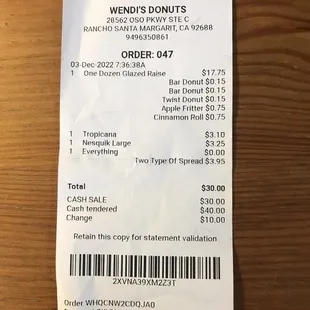 WENDI'S DONUTS
28562 OSO PKWY STE C
RANCHO SANTA MARGARIT, CA 92688
9496350861
ORDER: 047
03-Dec-2022 7:36:38A
1 One Dozen Glazed Raise $17.75
Bar Donut $0.15
Bar Donut $0.15
Twist Donut $0.15
Apple Fritter $0.75
Cinnamon Roll $0.75
1 Tropicana $3.10
1 Nesquik Large $3.25
1 Everything $0.00
Two Type Of Spread $3.95
Total $30.00
CASH SALE $30.00
Cash tendered $40.00
Change $10.00
Retain this copy for statement validation
2XVNA39XM2Z3T
Order WHQCNW2CDQJA0